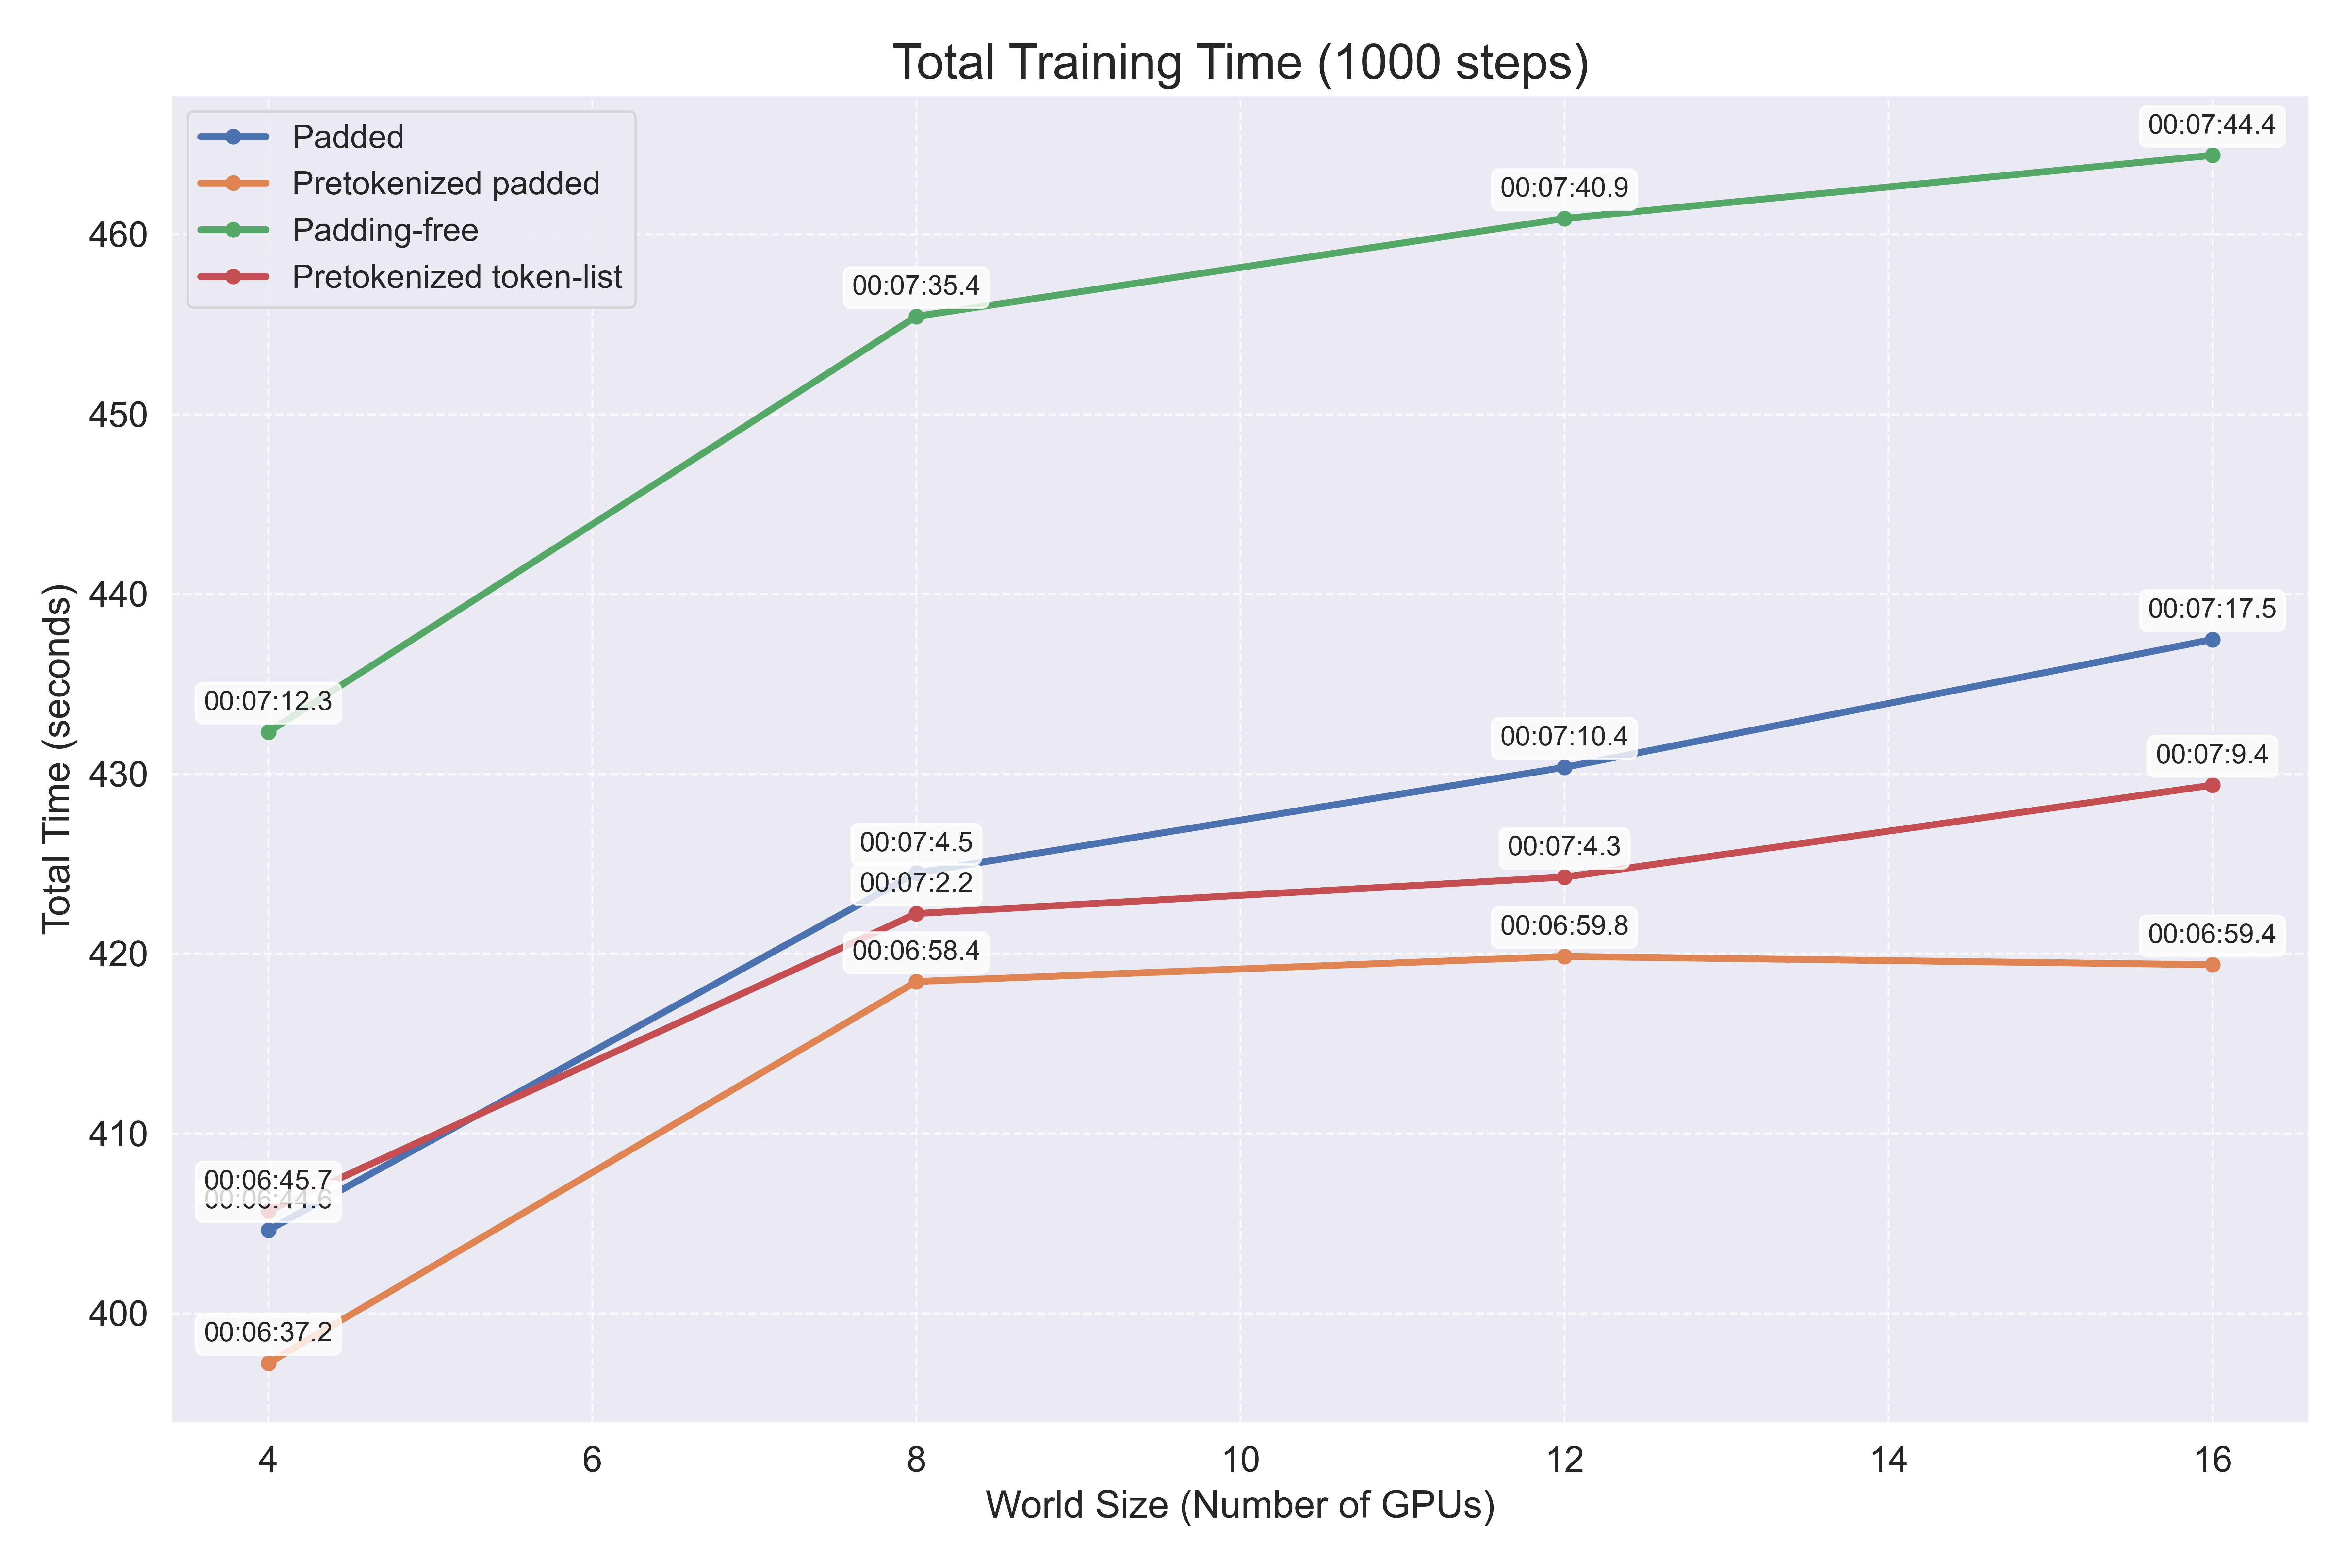 Total Training Time (1000 steps)
Padded
Pretokenized padded
Padding-free
Pretokenized token-list
00:07:44.4
00:07:40.9
00:07:35.4
00:07:12.3
00:07:17.5
00:07:10.4
00:07:9.4
00:07:4.5
00:07:4.3
00:07:2.2
00:06:59.8
00:06:59.4
00:06:58.4
00:06:45.7
00:06:44.6
00:06:37.2
460
450
440
430
420
410
400
Total Time (seconds)
4 6 8 10 12 14 16
World Size (Number of GPUs)